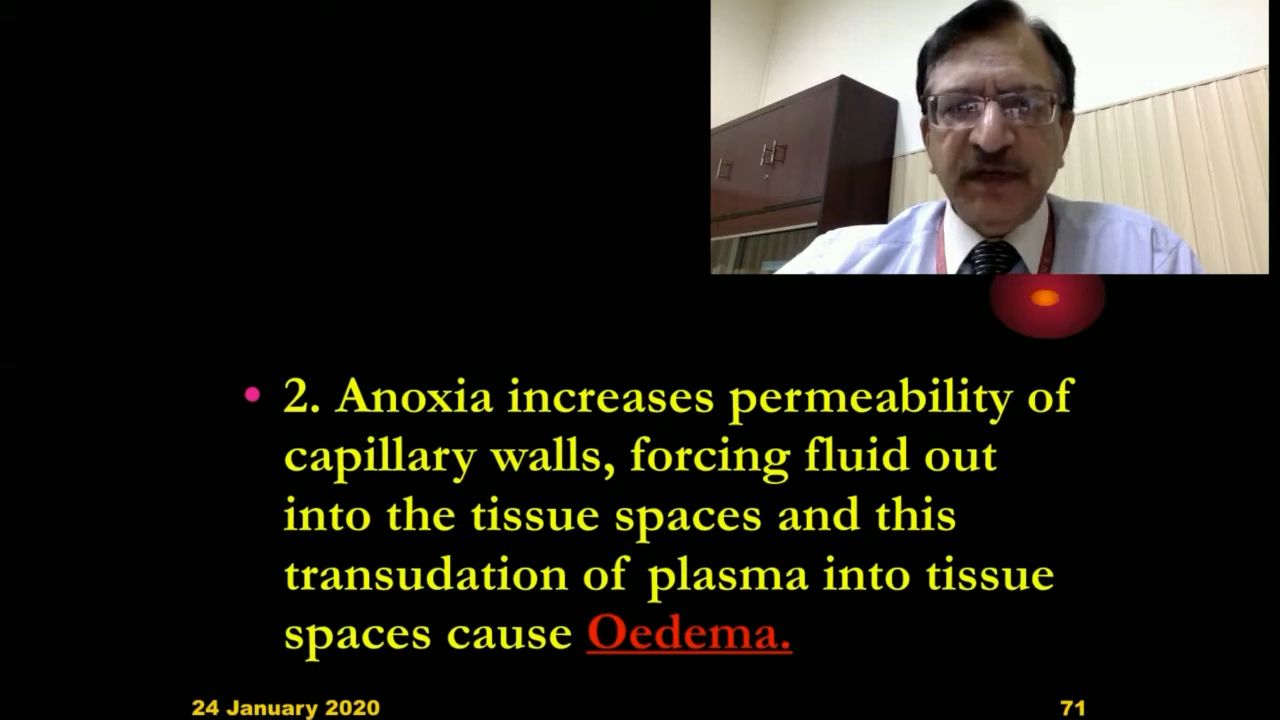 • 2. Anoxia increases permeability of
capillary walls, forcing fluid out
into the tissue spaces and this
transudation of plasma into tissue
spaces cause Oedema.
24 January 2020
71